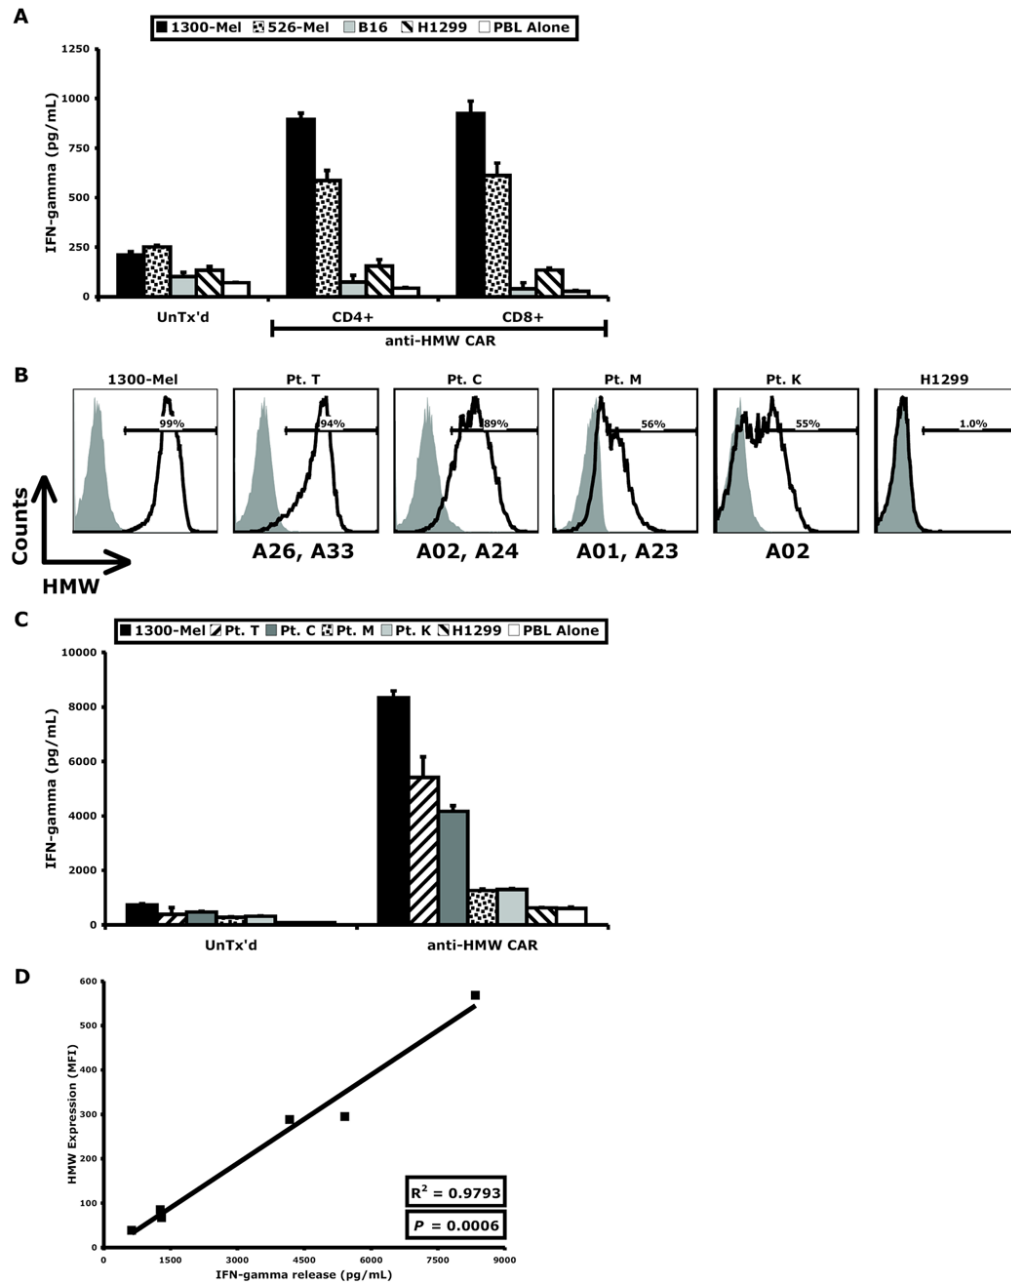 A
1300-Mel 526-Mel B16 H1299 PBL Alone
1250
1000
750
500
250
0
IFN-gamma (pg/mL)
UnTx'd CD4+ CD8+
anti-HMW CAR
B
1300-Mel Pt. T Pt. C Pt. M Pt. K H1299
99% 94% 89% 56% 55% 1.0%
Counts
HMW
A26, A33 A02, A24 A01, A23 A02
C
1300-Mel Pt. T Pt. C Pt. M Pt. K H1299 PBL Alone
10000
8000
6000
4000
2000
0
IFN-gamma (pg/mL)
UnTx'd anti-HMW CAR
D
600
500
400
300
200
100
0
HMW Expression (MFI)
R² = 0.9793
P = 0.0006
0 1500 3000 4500 6000 7500 9000
IFN-gamma release (pg/mL)